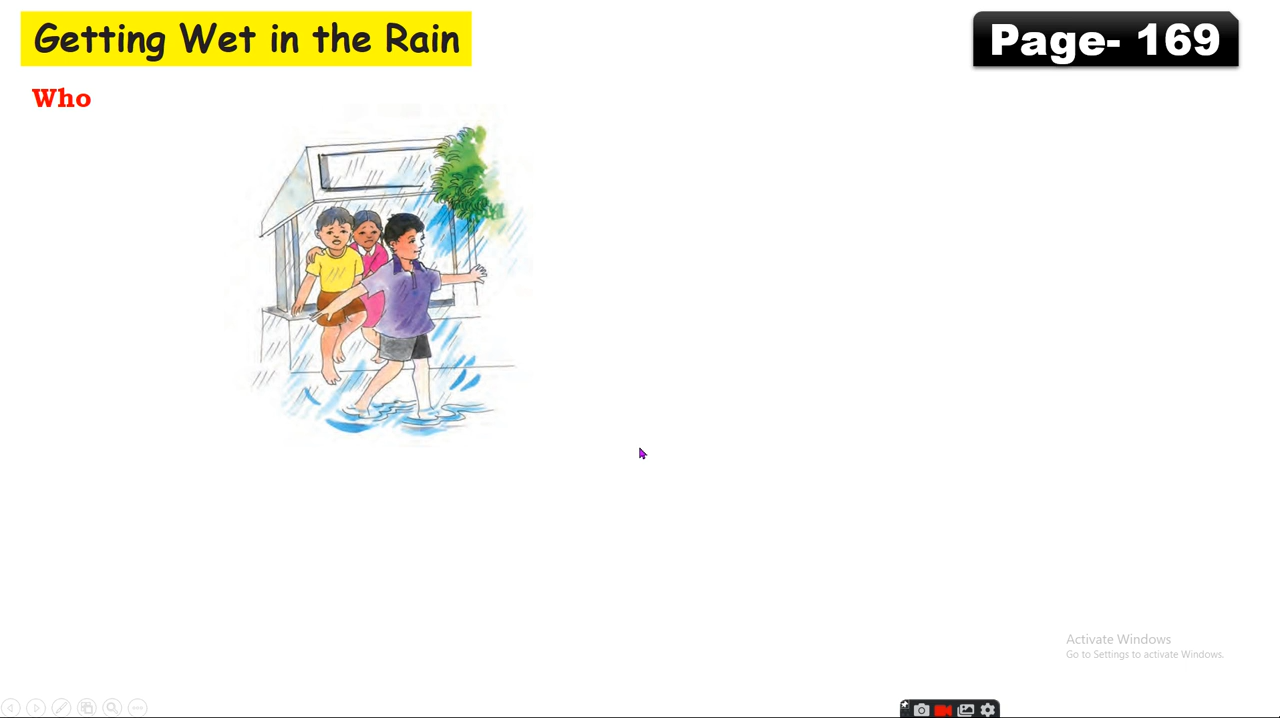 Getting Wet in the Rain
Page- 169
Who
Activate Windows
Go to Settings to activate Windows.